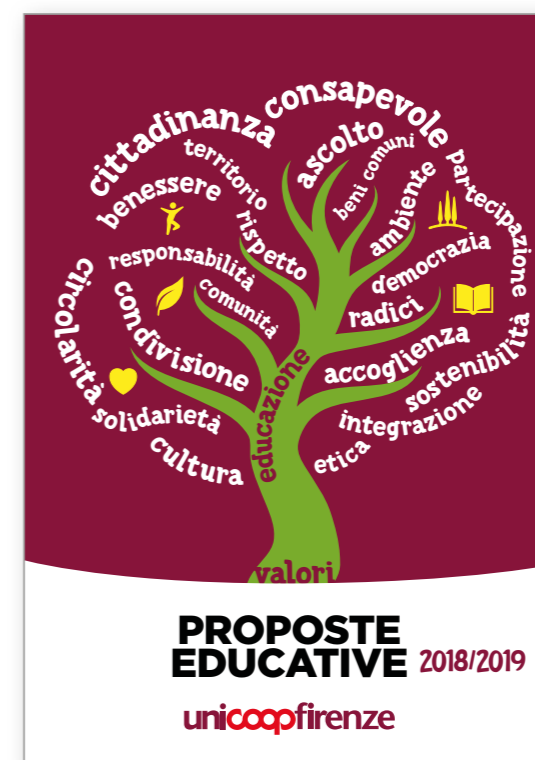 cittadinanza
consapevole
ascolto
territorio
beni comuni
benessere
partecipazione
rispetto
ambiente
responsabilità
democrazia
circolarità
comunità
radici
condivisione
accoglienza
sostenibilità
educazione
solidarietà
integrazione
cultura
etica
valori
PROPOSTE
EDUCATIVE 2018/2019
unicoopfirenze